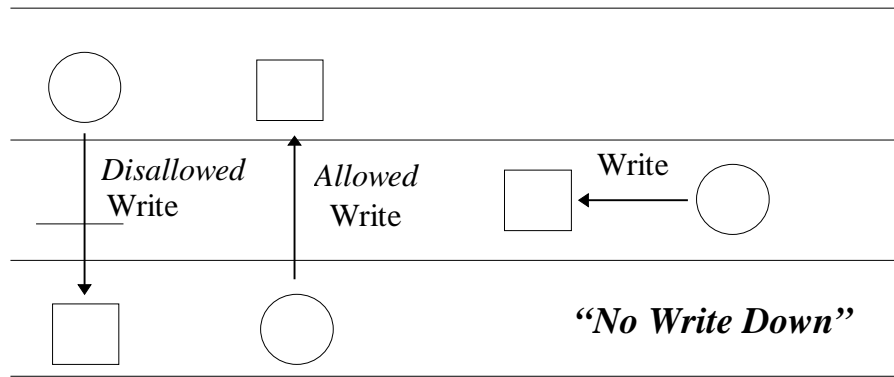 Disallowed
Write
Allowed
Write
Write
“No Write Down”